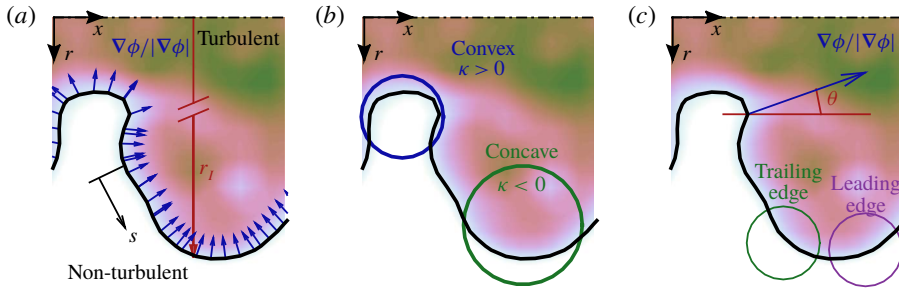 (a)
x
r
∇ϕ/|∇ϕ|
Turbulent
r_I
s
Non-turbulent
(b)
x
r
Convex
κ > 0
Concave
κ < 0
(c)
x
r
∇ϕ/|∇ϕ|
θ
Trailing
edge
Leading
edge